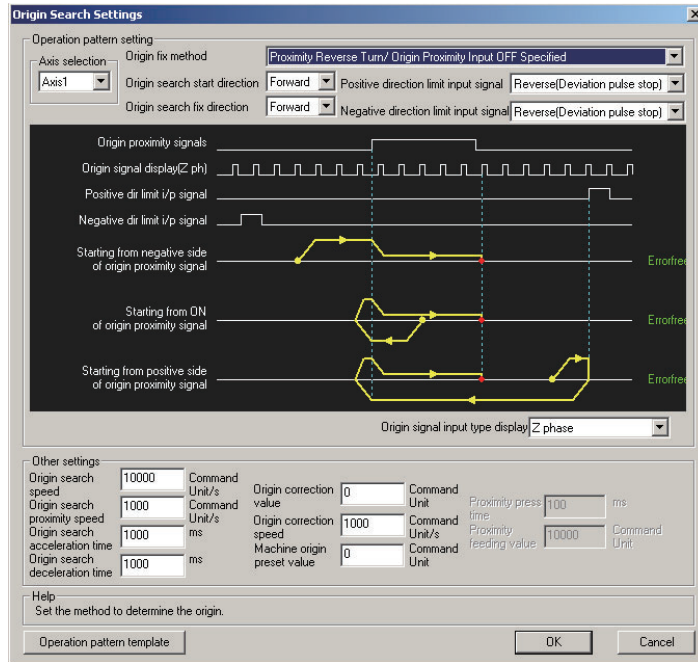 Origin Search Settings
Operation pattern setting
Axis selection
Axis1
Origin fix method
Proximity Reverse Turn/ Origin Proximity Input OFF Specified
Origin search start direction
Forward
Positive direction limit input signal
Reverse(Deviation pulse stop)
Origin search fix direction
Forward
Negative direction limit input signal
Reverse(Deviation pulse stop)
Origin proximity signals
Origin signal display(Z ph)
Positive dir limit i/p signal
Negative dir limit i/p signal
Starting from negative side
of origin proximity signal
Errorfree
Starting from ON
of origin proximity signal
Errorfree
Starting from positive side
of origin proximity signal
Errorfree
Origin signal input type display
Z phase
Other settings
Origin search
speed
10000
Command
Unit/s
Origin search
proximity speed
1000
Command
Unit/s
Origin search
acceleration time
1000
ms
Origin search
deceleration time
1000
ms
Origin correction
value
0
Command
Unit
Origin correction
speed
1000
Command
Unit/s
Machine origin
preset value
0
Command
Unit
Proximity press
time
100
ms
Proximity
feeding value
10000
Command
Unit
Help
Set the method to determine the origin.
Operation pattern template
OK
Cancel